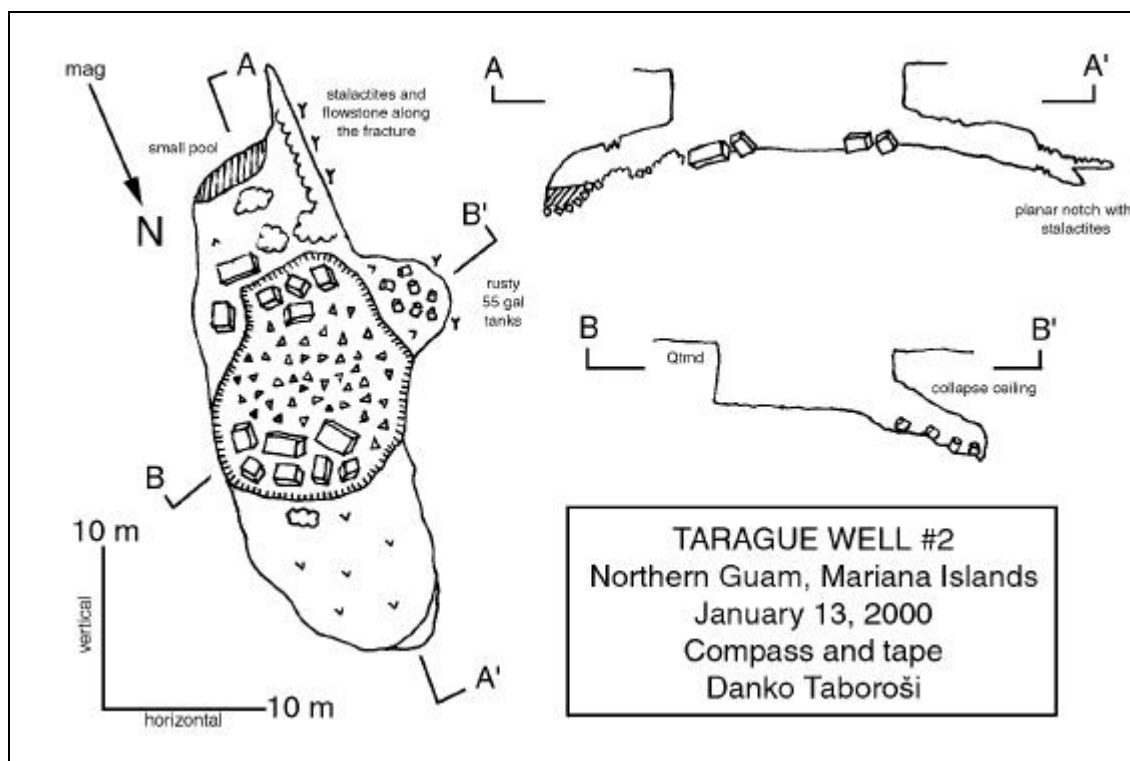 mag
A
stalactites and
flowstone along
the fracture
small pool
N
B'
rusty
55 gal
tanks
B
A'
10 m
vertical
horizontal
10 m
A
A'
planar notch with
stalactites
B
B'
Qtmd
collapse ceiling
TARAGUE WELL #2
Northern Guam, Mariana Islands
January 13, 2000
Compass and tape
Danko Taboroši